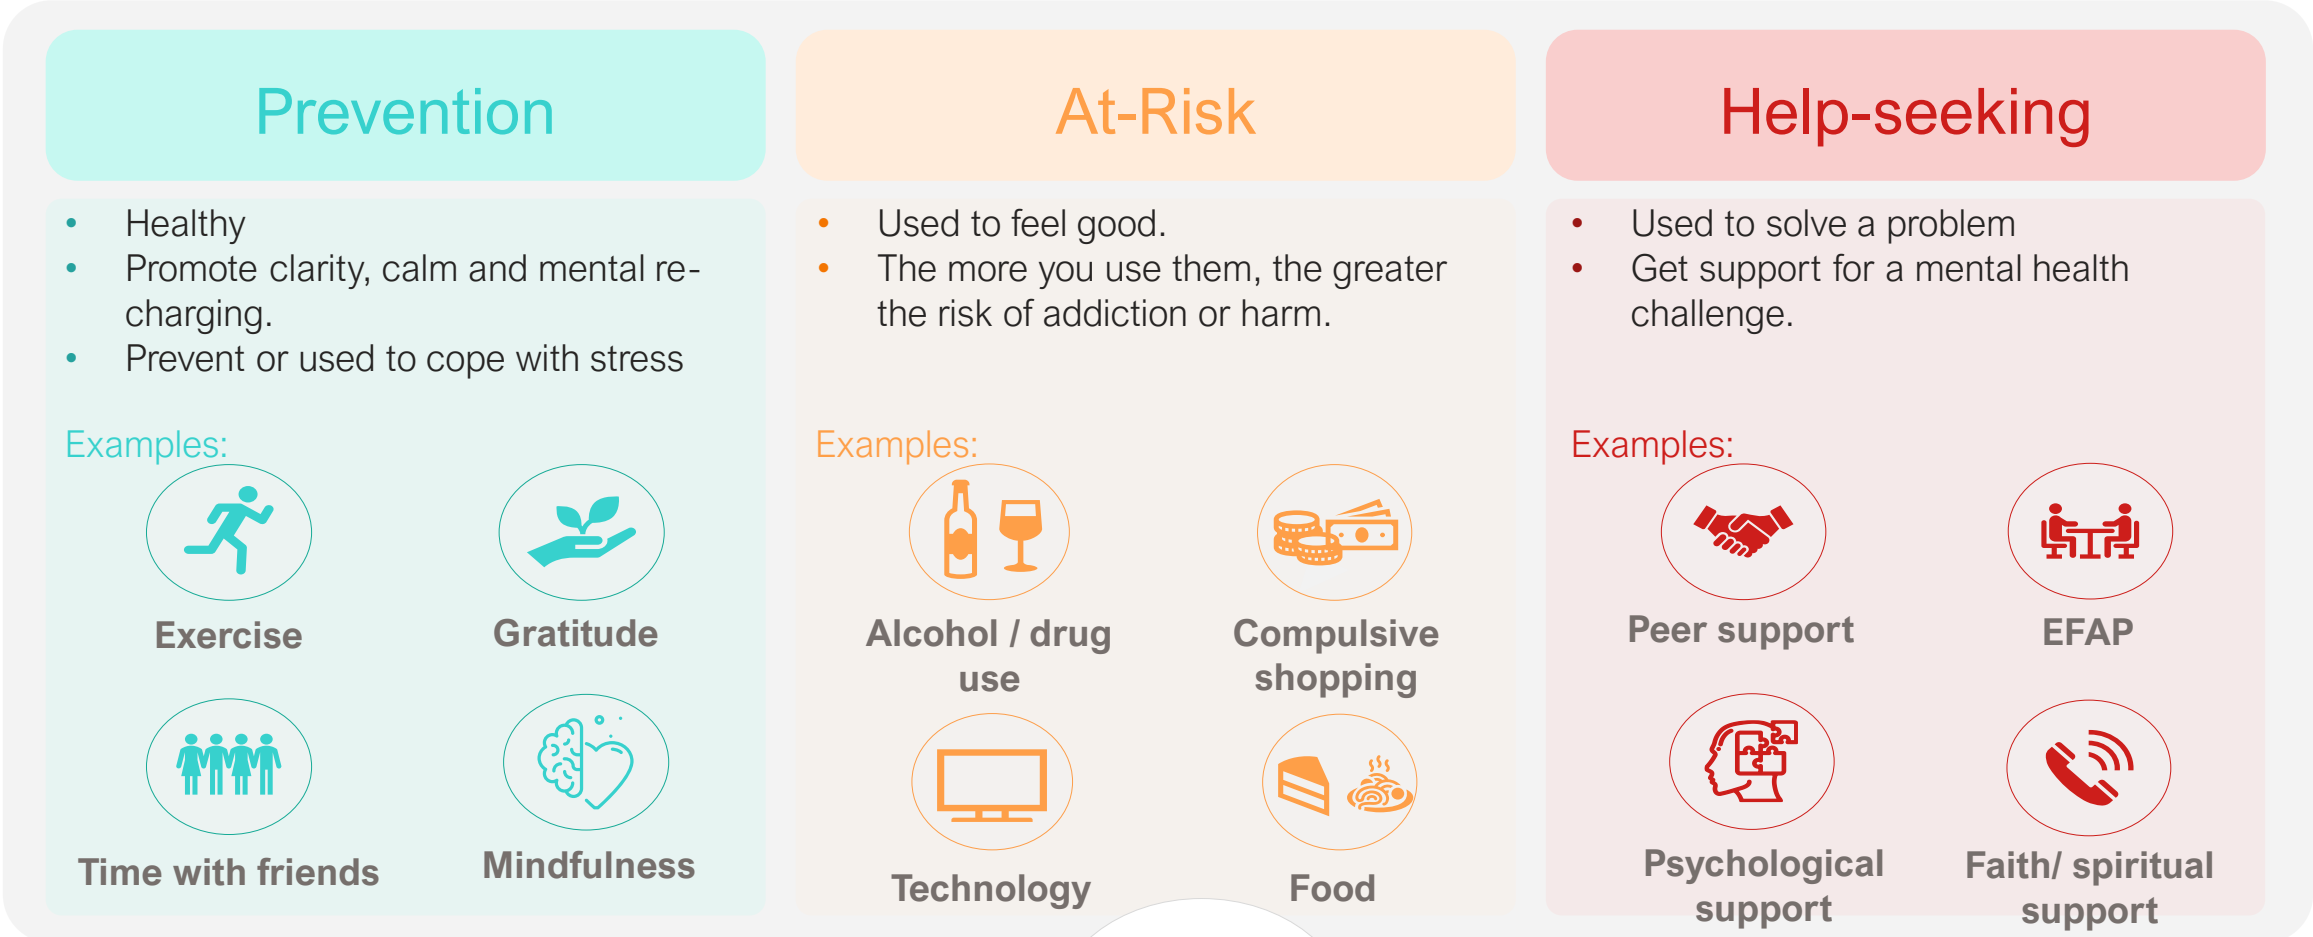 Prevention
• Healthy
• Promote clarity, calm and mental re-
charging.
• Prevent or used to cope with stress
Examples:
Exercise
Gratitude
Time with friends
Mindfulness
At-Risk
• Used to feel good.
• The more you use them, the greater
the risk of addiction or harm.
Examples:
Alcohol / drug
use
Compulsive
shopping
Technology
Food
Help-seeking
• Used to solve a problem
• Get support for a mental health
challenge.
Examples:
Peer support
EFAP
Psychological
support
Faith/ spiritual
support